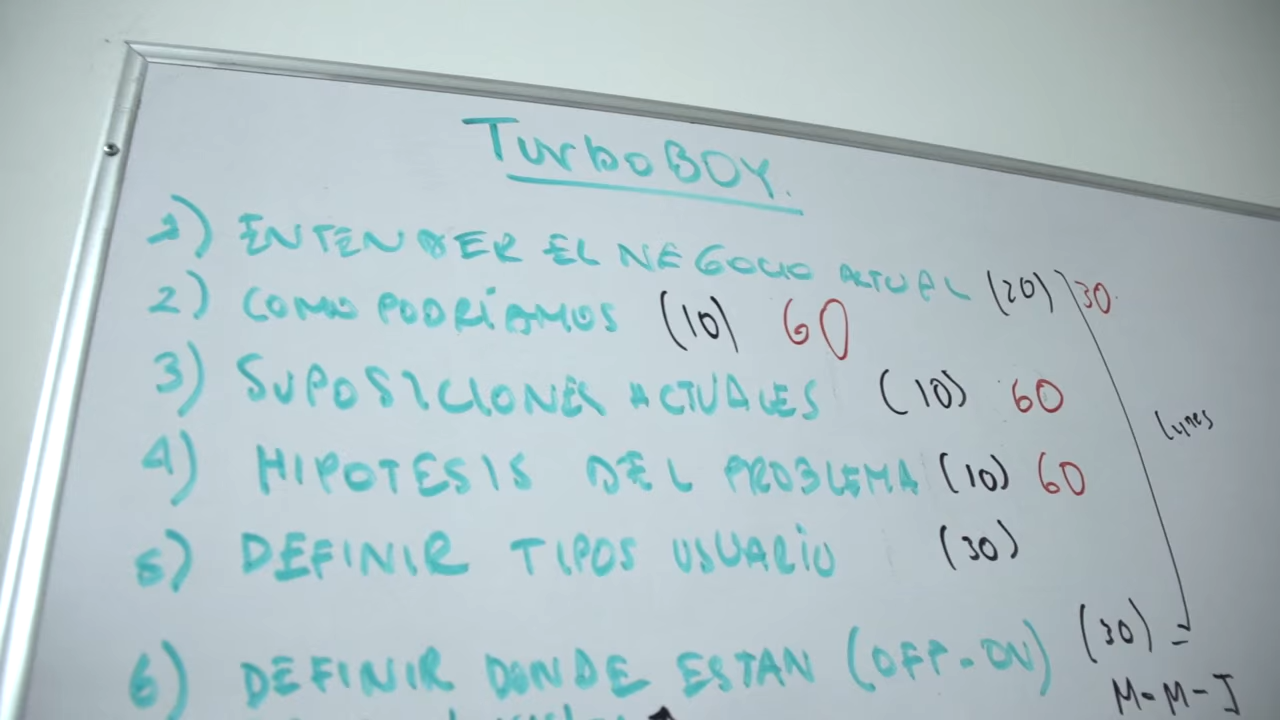 TurboBOY.
1) ENTENDER EL NEGOCIO ACTUAL (20) 30
2) COMO PODRÍAMOS (10) 60
3) SUPOSICIONES ACTUALES (10) 60
lunes
4) HIPOTESIS DEL PROBLEMA (10) 60
5) DEFINIR TIPOS USUARIO (30)
6) DEFINIR DONDE ESTAN (OFF-ON) (30)
M-M-J